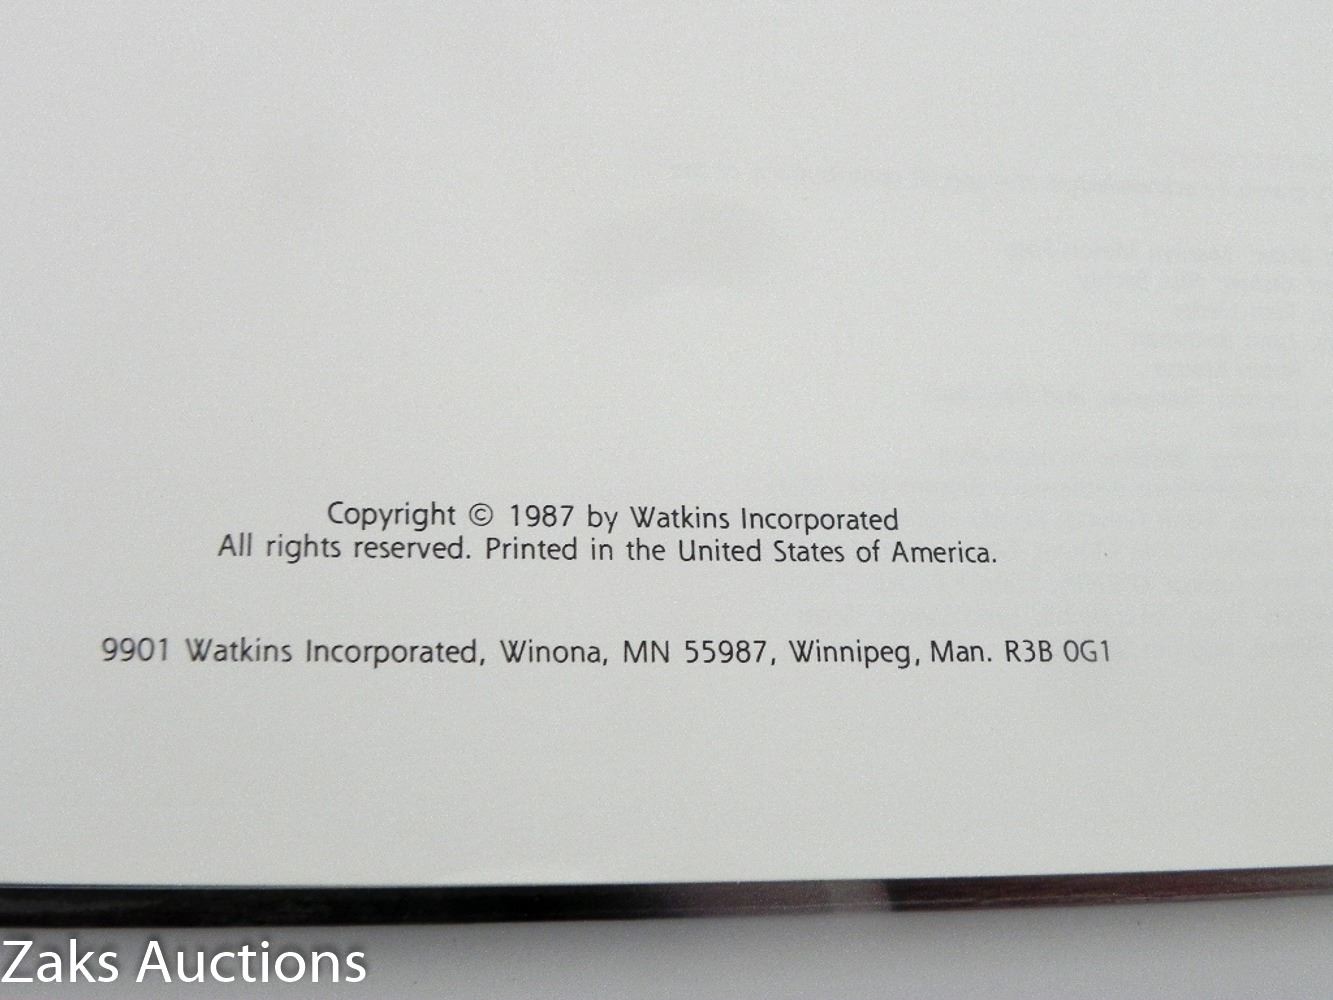 Copyright © 1987 by Watkins Incorporated
All rights reserved. Printed in the United States of America.
9901 Watkins Incorporated, Winona, MN 55987, Winnipeg, Man. R3B 0G1
Zaks Auctions